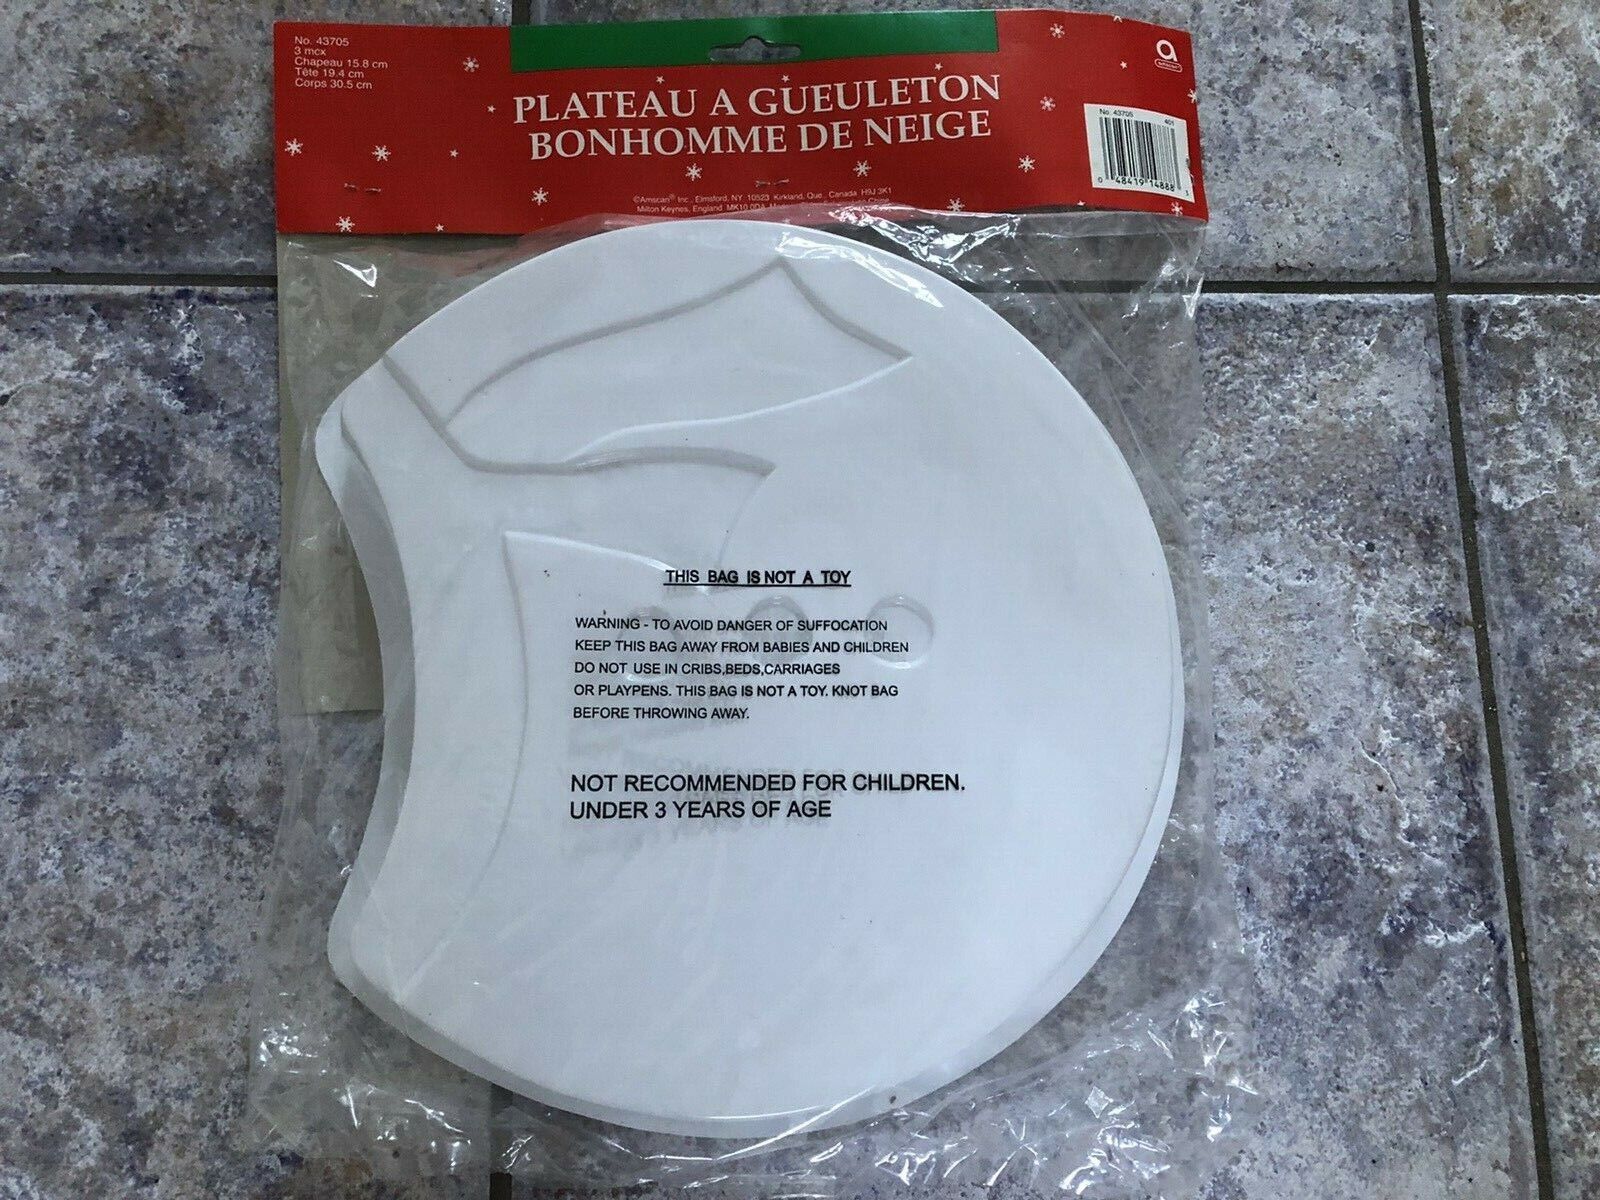 No. 43705
3 mcx
Chapeau 15.8 cm
Tête 19.4 cm
Corps 30.5 cm
PLATEAU A GUEULETON
BONHOMME DE NEIGE
©Amscan® Inc., Elmsford, NY 10523 Kirkland, Que., Canada H9J 3K1
Milton Keynes, England MK10 0DA
a
amscan
No. 43705 401
0 48419 14888 3
THIS BAG IS NOT A TOY
WARNING - TO AVOID DANGER OF SUFFOCATION
KEEP THIS BAG AWAY FROM BABIES AND CHILDREN
DO NOT USE IN CRIBS,BEDS,CARRIAGES
OR PLAYPENS. THIS BAG IS NOT A TOY. KNOT BAG
BEFORE THROWING AWAY.
NOT RECOMMENDED FOR CHILDREN.
UNDER 3 YEARS OF AGE